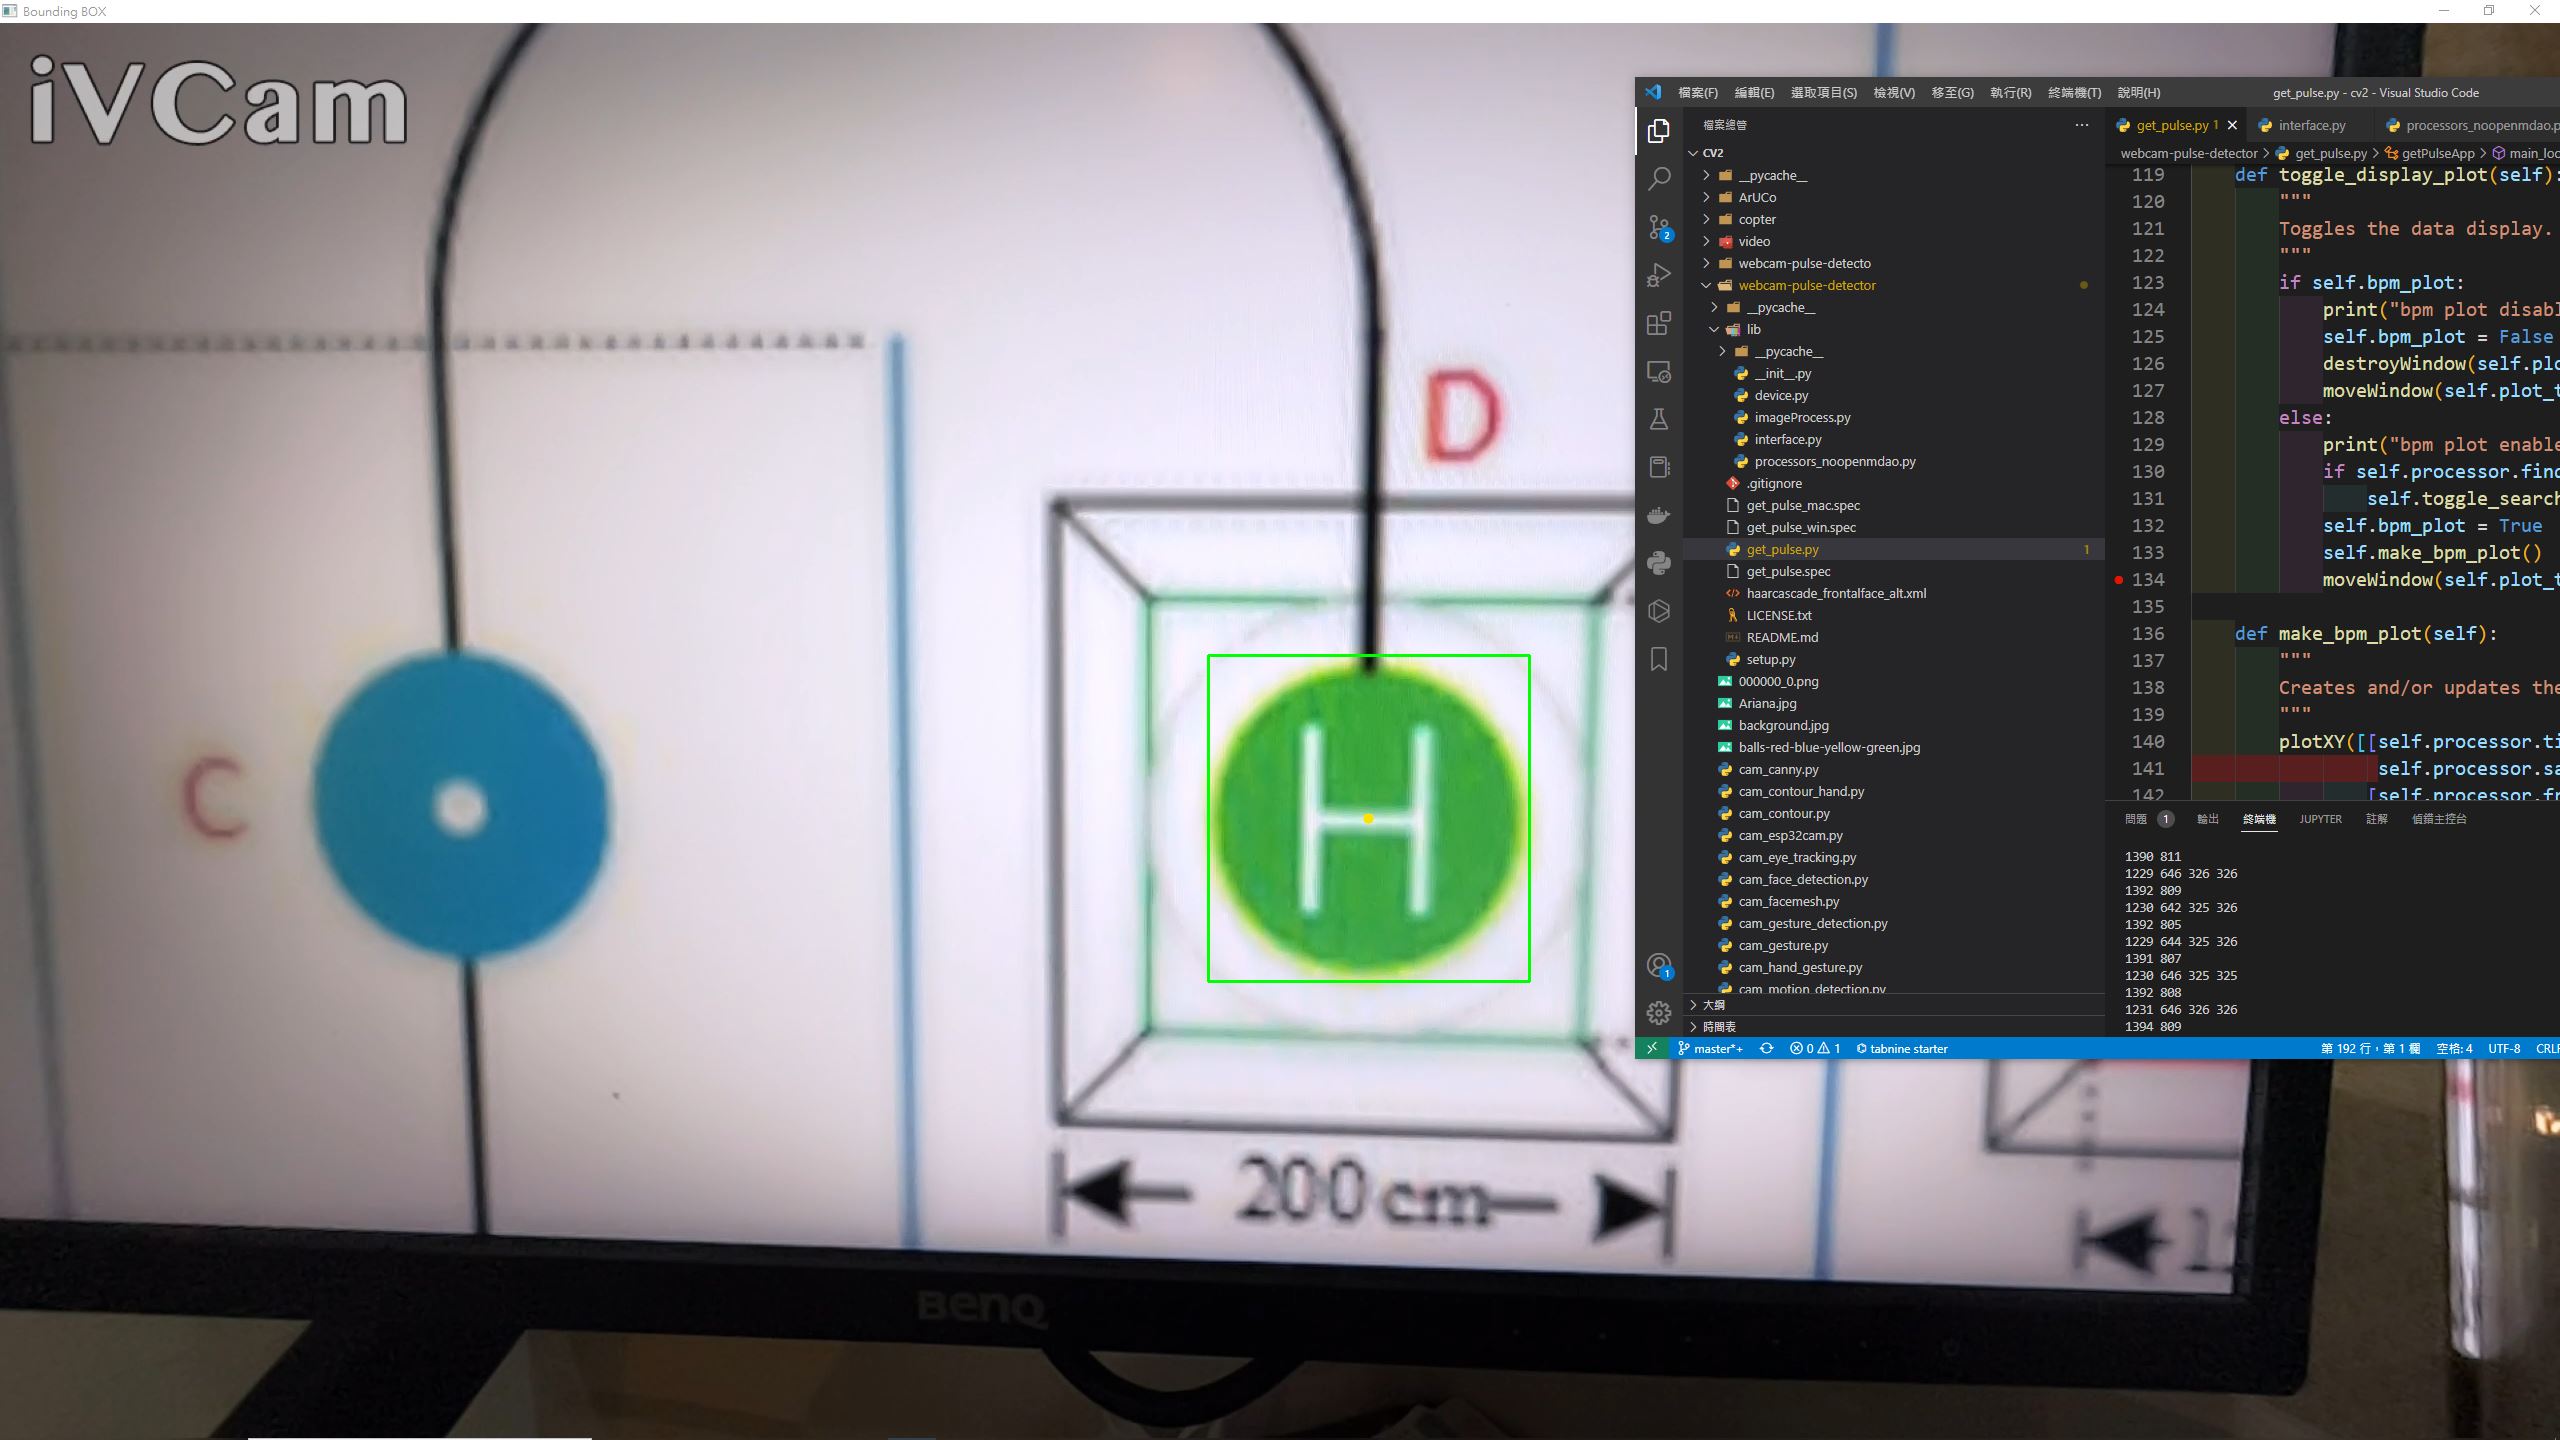 Bounding BOX
iVCam
D
C
H
200 cm
BenQ
檔案(F) 編輯(E) 選取項目(S) 檢視(V) 移至(G) 執行(R) 終端機(T) 說明(H)
get_pulse.py - cv2 - Visual Studio Code
檔案總管
CV2
__pycache__
ArUCo
copter
video
webcam-pulse-detecto
webcam-pulse-detector
__pycache__
lib
__pycache__
__init__.py
device.py
imageProcess.py
interface.py
processors_noopenmdao.py
.gitignore
get_pulse_mac.spec
get_pulse_win.spec
get_pulse.py 1
get_pulse.spec
haarcascade_frontalface_alt.xml
LICENSE.txt
README.md
setup.py
000000_0.png
Ariana.jpg
background.jpg
balls-red-blue-yellow-green.jpg
cam_canny.py
cam_contour_hand.py
cam_contour.py
cam_esp32cam.py
cam_eye_tracking.py
cam_face_detection.py
cam_facemesh.py
cam_gesture_detection.py
cam_gesture.py
cam_hand_gesture.py
cam_motion_detection.py
大綱
時間表
2
1
get_pulse.py 1 interface.py processors_noopenmdao.p
webcam-pulse-detector > get_pulse.py > getPulseApp > main_loo
119 def toggle_display_plot(self):
120 """
121 Toggles the data display.
122 """
123 if self.bpm_plot:
124 print("bpm plot disabl
125 self.bpm_plot = False
126 destroyWindow(self.plo
127 moveWindow(self.plot_t
128 else:
129 print("bpm plot enable
130 if self.processor.find
131 self.toggle_search
132 self.bpm_plot = True
133 self.make_bpm_plot()
134 moveWindow(self.plot_t
135
136 def make_bpm_plot(self):
137 """
138 Creates and/or updates the
139 """
140 plotXY([[self.processor.ti
141 self.processor.sa
142 [self.processor.fr
問題 1 輸出 終端機 JUPYTER 註解 偵錯主控台
1390 811
1229 646 326 326
1392 809
1230 642 325 326
1392 805
1229 644 325 326
1391 807
1230 646 325 325
1392 808
1231 646 326 326
1394 809
master*+ 0 1 tabnine starter 第 192 行，第 1 欄 空格: 4 UTF-8 CRLF